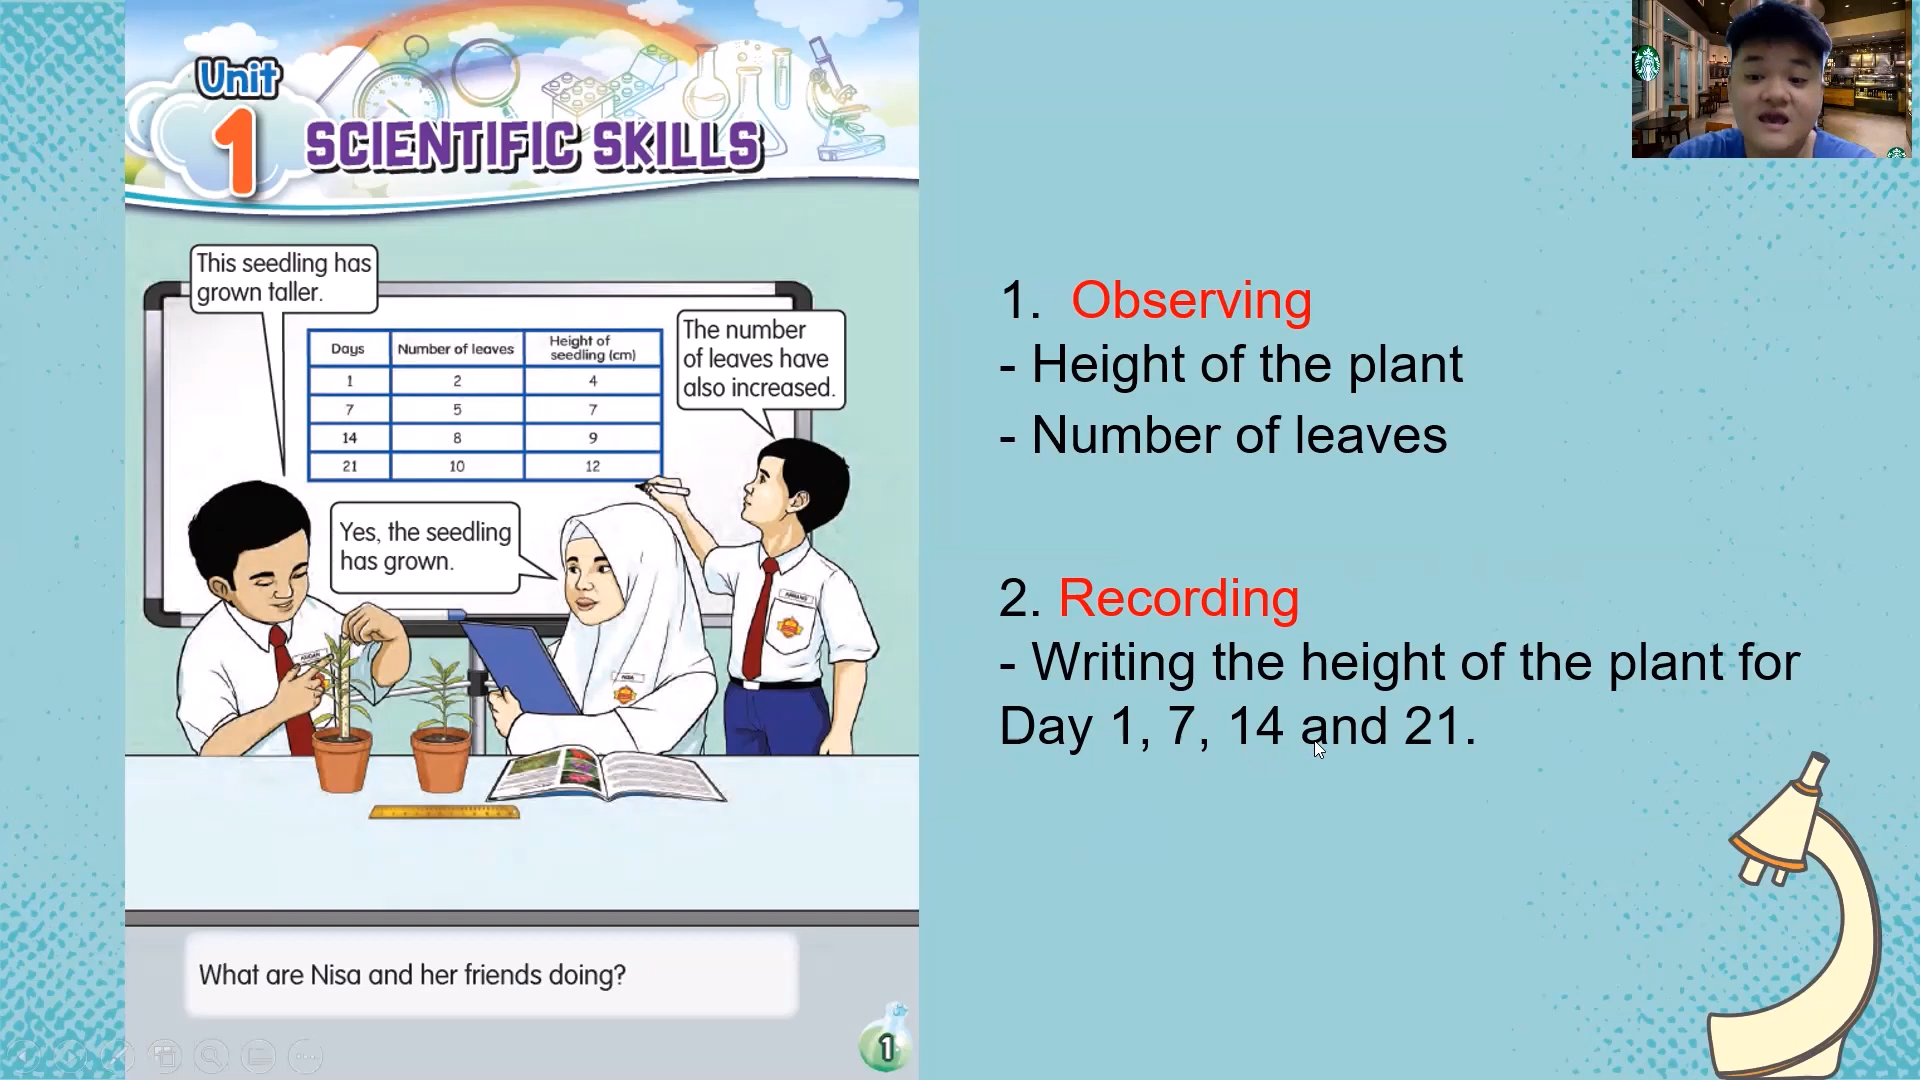 Unit
1
SCIENTIFIC SKILLS
This seedling has
grown taller.
Days Number of leaves Height of seedling (cm)
1 2 4
7 5 7
14 8 9
21 10 12
The number
of leaves have
also increased.
Yes, the seedling
has grown.
NISA
What are Nisa and her friends doing?
1
1. Observing
- Height of the plant
- Number of leaves
2. Recording
- Writing the height of the plant for
Day 1, 7, 14 and 21.